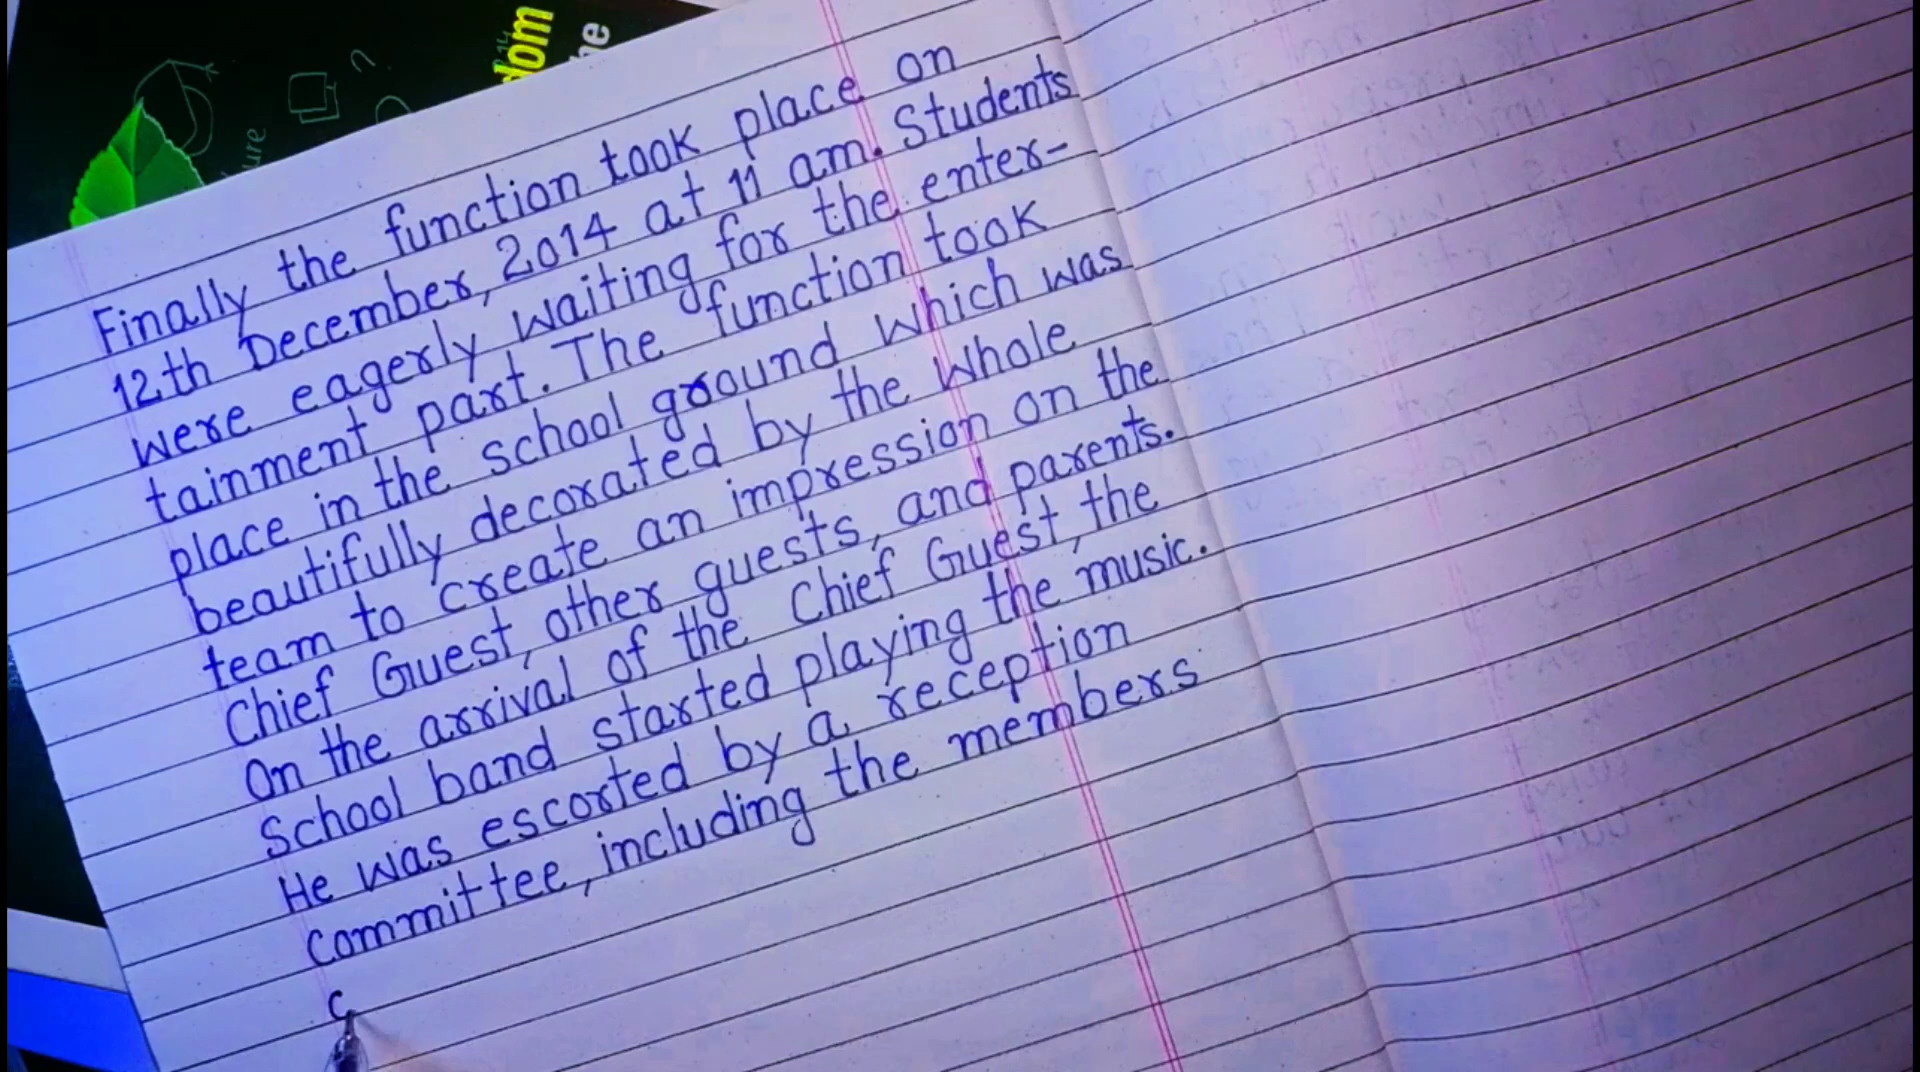 dom
ne
ure
Finally the function took place on
12th December, 2014 at 11 am. Students
were eagerly waiting for the enter-
tainment part. The function took
place in the school ground which was
beautifully decorated by the whole
team to create an impression on the
Chief Guest, other guests, and parents.
On the arrival of the Chief Guest, the
School band started playing the music.
He was escorted by a reception
Committee, including the members